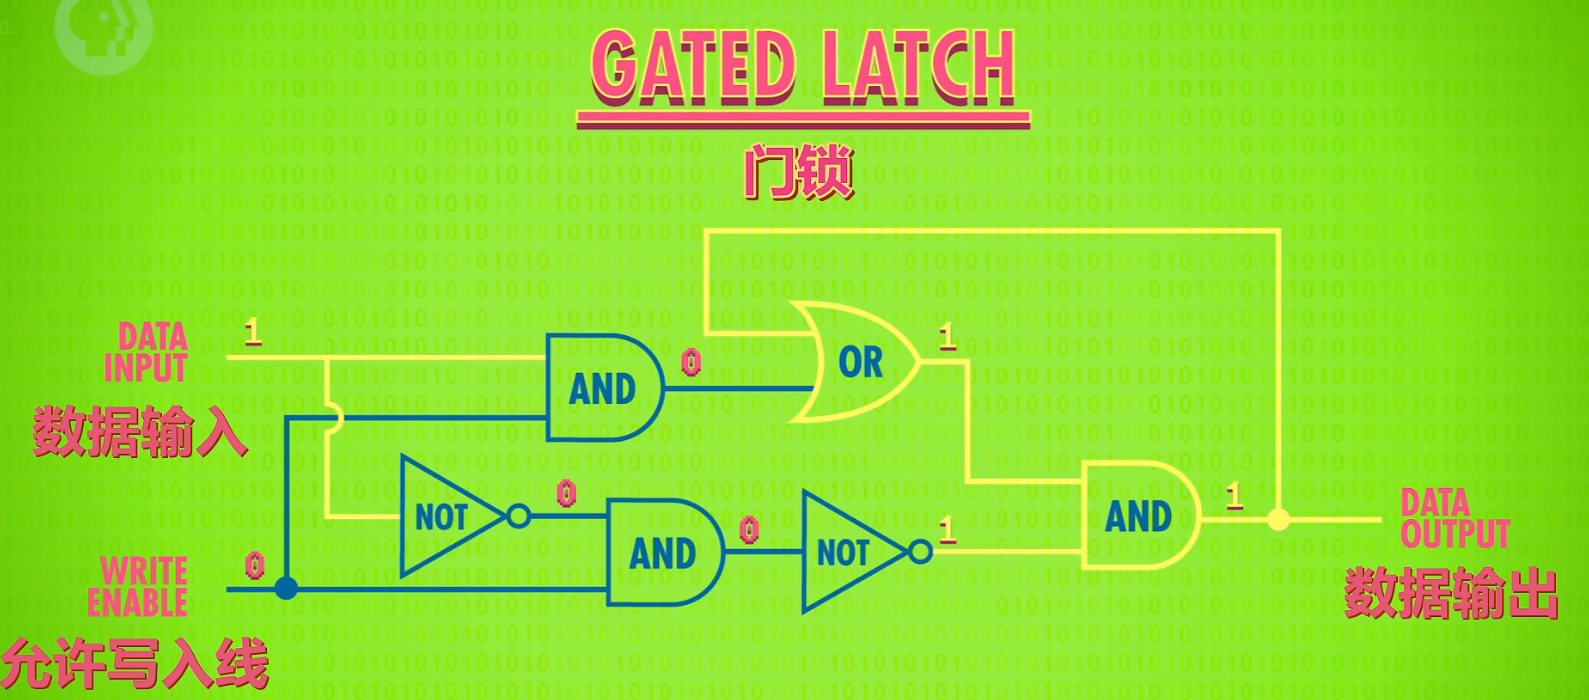 注
GATED LATCH
门锁
DATA
INPUT
1
数据输入
WRITE
ENABLE
0
允许写入线
AND
0
OR
1
NOT
0
AND
0
NOT
1
AND
1
DATA
OUTPUT
数据输出